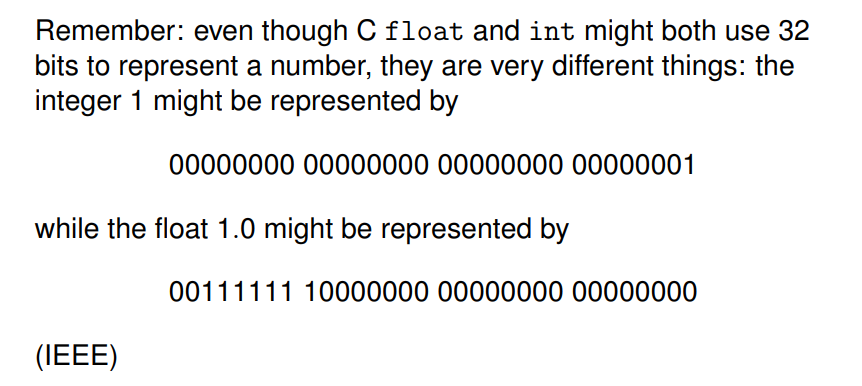 Remember: even though C float and int might both use 32
bits to represent a number, they are very different things: the
integer 1 might be represented by
00000000 00000000 00000000 00000001
while the float 1.0 might be represented by
00111111 10000000 00000000 00000000
(IEEE)